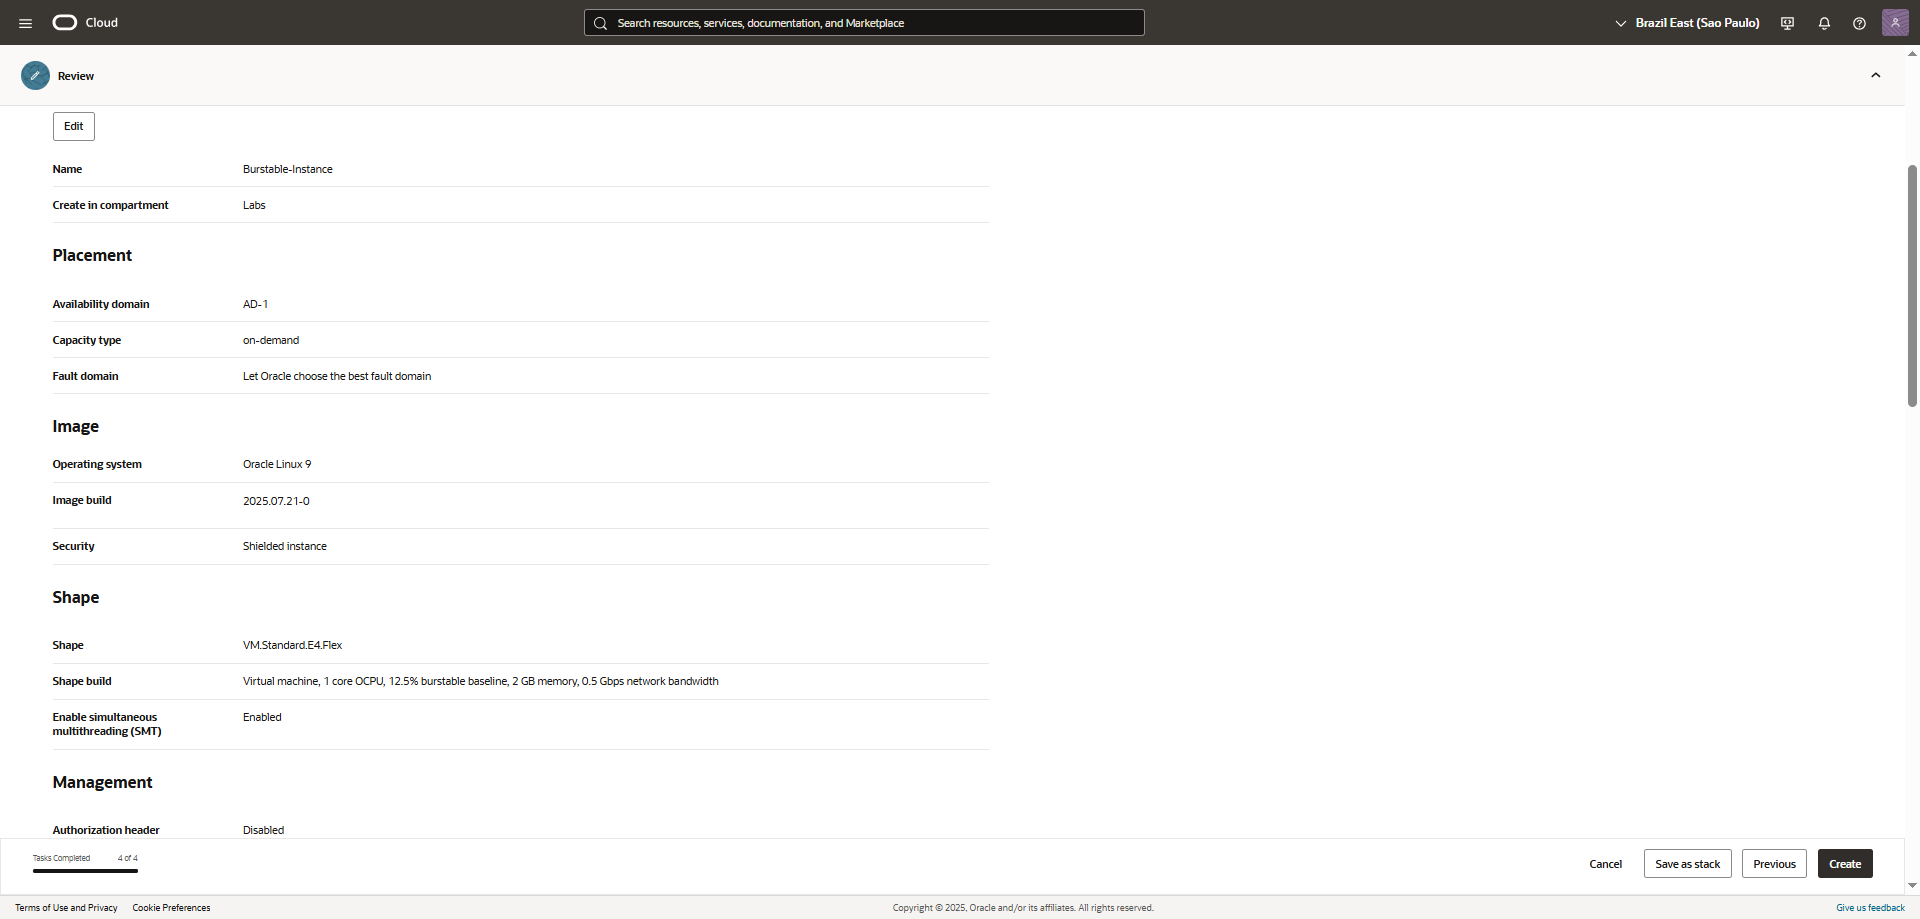 Cloud
Search resources, services, documentation, and Marketplace
Brazil East (Sao Paulo)
Review
Edit
Name Burstable-Instance
Create in compartment Labs
Placement
Availability domain AD-1
Capacity type on-demand
Fault domain Let Oracle choose the best fault domain
Image
Operating system Oracle Linux 9
Image build 2025.07.21-0
Security Shielded instance
Shape
Shape VM.Standard.E4.Flex
Shape build Virtual machine, 1 core OCPU, 12.5% burstable baseline, 2 GB memory, 0.5 Gbps network bandwidth
Enable simultaneous Enabled
multithreading (SMT)
Management
Authorization header Disabled
Tasks Completed 4 of 4
Cancel Save as stack Previous Create
Terms of Use and Privacy Cookie Preferences Copyright © 2025, Oracle and/or its affiliates. All rights reserved. Give us feedback